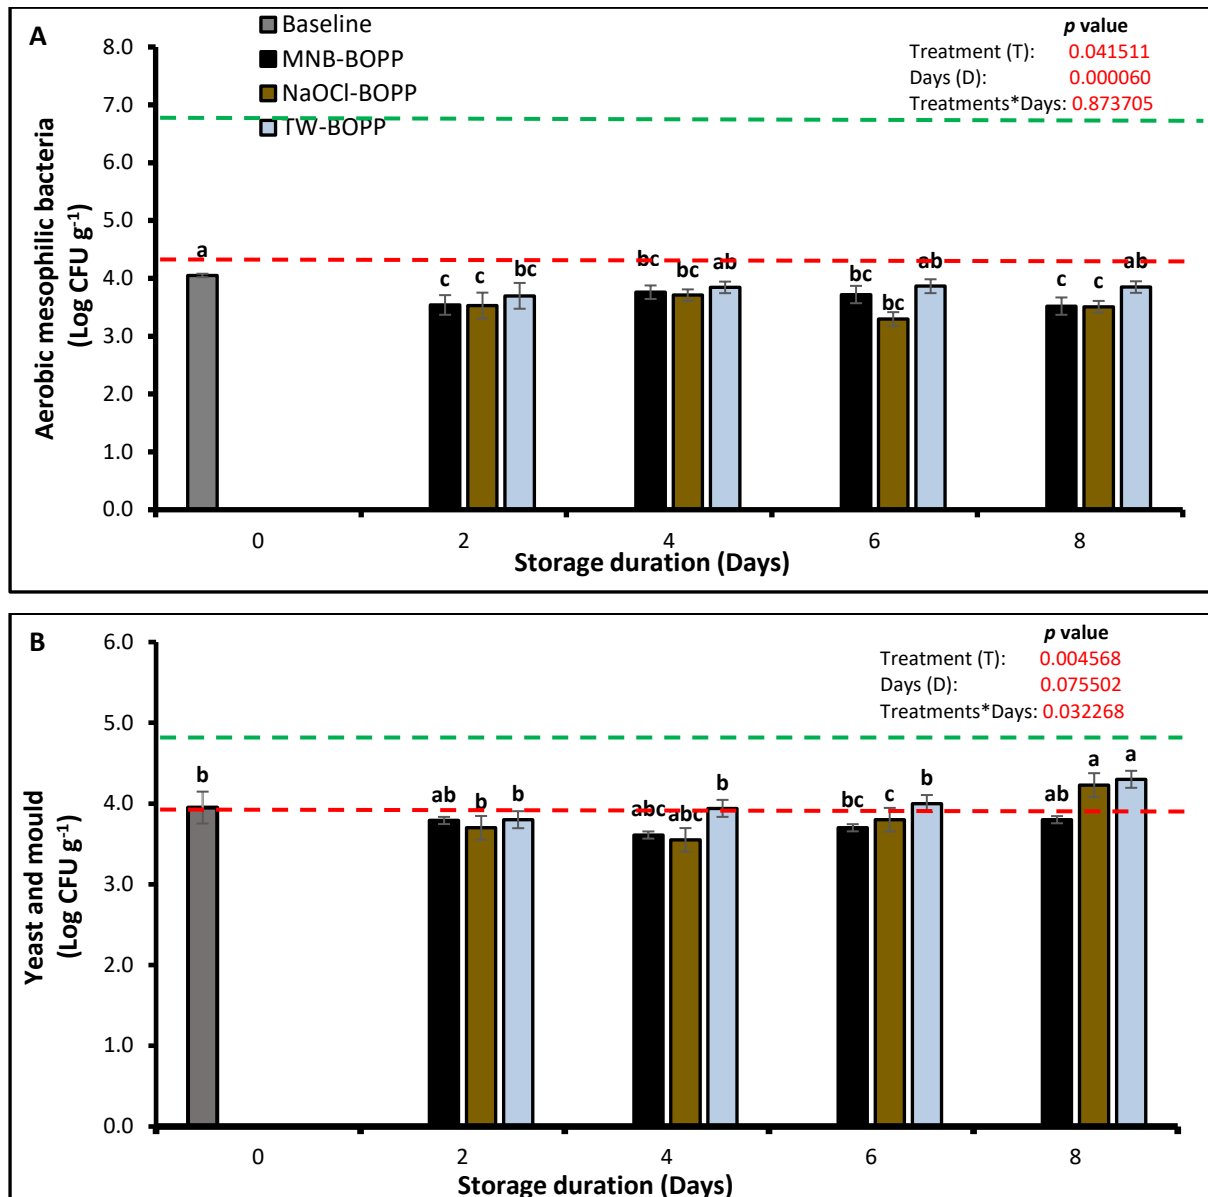 A
Baseline
MNB-BOPP
NaOCl-BOPP
TW-BOPP
p value
Treatment (T): 0.041511
Days (D): 0.000060
Treatments*Days: 0.873705
8.0
7.0
6.0
5.0
4.0
3.0
2.0
1.0
0.0
Aerobic mesophilic bacteria
(Log CFU g⁻¹)
a
c c bc
bc bc ab
bc bc ab
c c ab
0 2 4 6 8
Storage duration (Days)
B
p value
Treatment (T): 0.004568
Days (D): 0.075502
Treatments*Days: 0.032268
6.0
5.0
4.0
3.0
2.0
1.0
0.0
Yeast and mould
(Log CFU g⁻¹)
b
ab b b
abc abc b
bc c b
ab a a
0 2 4 6 8
Storage duration (Days)